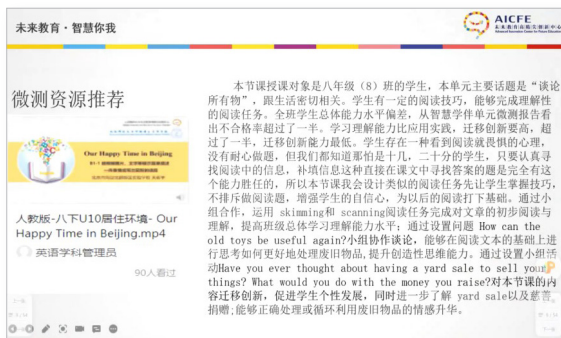 未来教育·智慧你我
AICFE
未来教育高精尖创新中心
微测资源推荐
Our Happy Time in Beijing
人教版-八下U10居住环境- Our
Happy Time in Beijing.mp4
英语学科管理员
90人看过
本节课授课对象是八年级（8）班的学生，本单元主要话题是“谈论
所有物”，跟生活密切相关。学生有一定的阅读技巧，能够完成理解性
的阅读任务。全班学生总体能力水平偏差，从智慧学伴单元微测报告看
出不合格率超过了一半。学习理解能力比应用实践，迁移创新要高，超
过了一半，迁移创新能力最低。学生存在一种看到阅读就畏惧的心理，
没有耐心做题，但我们都知道那怕是十几，二十分的学生，只要认真寻
找阅读中的信息，补填信息这种直接在课文中寻找答案的题是完全有这
个能力胜任的，所以本节课我会设计类似的阅读任务先让学生掌握技巧，
不排斥做阅读题，增强学生的自信心，为以后的阅读打下基础。通过小
组合作，运用 skimming和 scanning阅读任务完成对文章的初步阅读与
理解，提高班级总体学习理解能力水平；通过设置问题 How can the
old toys be useful again?小组协作谈论，能够在阅读文本的基础上进
行思考如何更好地处理废旧物品，提升创造性思维能力。通过设置小组活
动Have you ever thought about having a yard sale to sell your
things? What would you do with the money you raise?对本节课的内
容迁移创新，促进学生个性发展，同时进一步了解 yard sale以及慈善
捐赠；能够正确处理或循环利用废旧物品的情感升华。